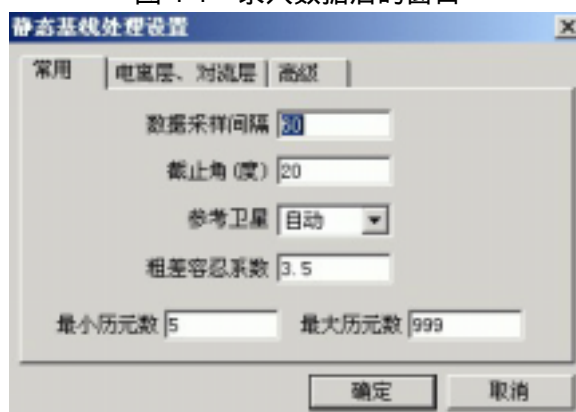 静态基线处理设置
常用 电离层、对流层 高级
数据采样间隔 60
截止角(度) 20
参考卫星 自动
粗差容忍系数 3.5
最小历元数 5 最大历元数 999
确定 取消